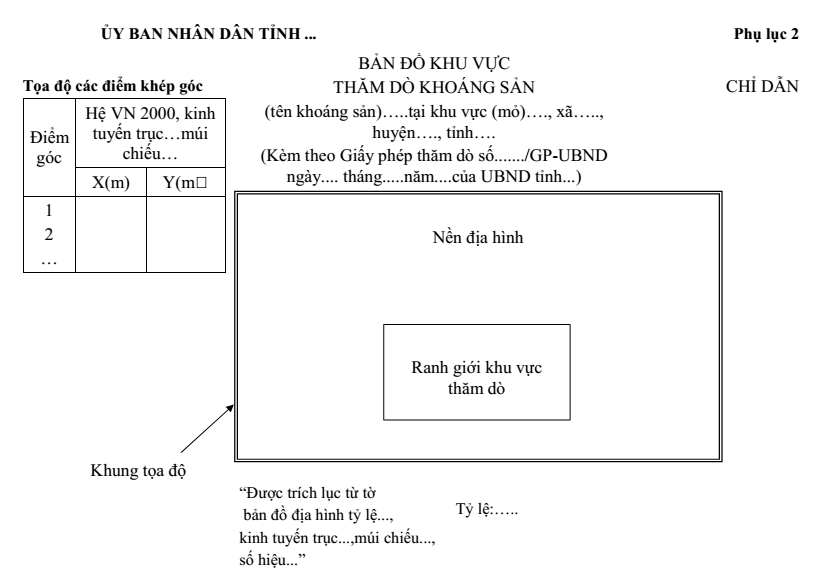 ỦY BAN NHÂN DÂN TỈNH ...
Phụ lục 2
BẢN ĐỒ KHU VỰC
THĂM DÒ KHOÁNG SẢN
CHỈ DẪN
(tên khoáng sản)…..tại khu vực (mỏ)…., xã…..,
huyện…., tỉnh….
(Kèm theo Giấy phép thăm dò số......./GP-UBND
ngày.... tháng.....năm....của UBND tỉnh...)
Tọa độ các điểm khép góc
Điểm
góc
Hệ VN 2000, kinh
tuyến trục…múi
chiếu…
X(m)
Y(m□
1
2
…
Nền địa hình
Ranh giới khu vực
thăm dò
Khung tọa độ
“Được trích lục từ tờ
bản đồ địa hình tỷ lệ...,
kinh tuyến trục...,múi chiếu...,
số hiệu...”
Tỷ lệ:…..